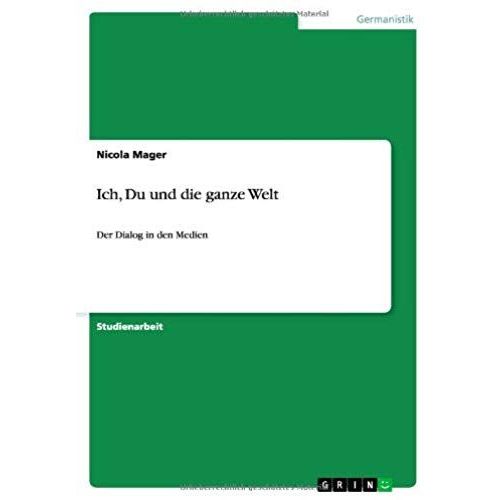 Urheberrechtlich geschütztes Material
Germanistik
Nicola Mager
Ich, Du und die ganze Welt
Der Dialog in den Medien
Studienarbeit
GRIN
Urheberrechtlich geschütztes Material